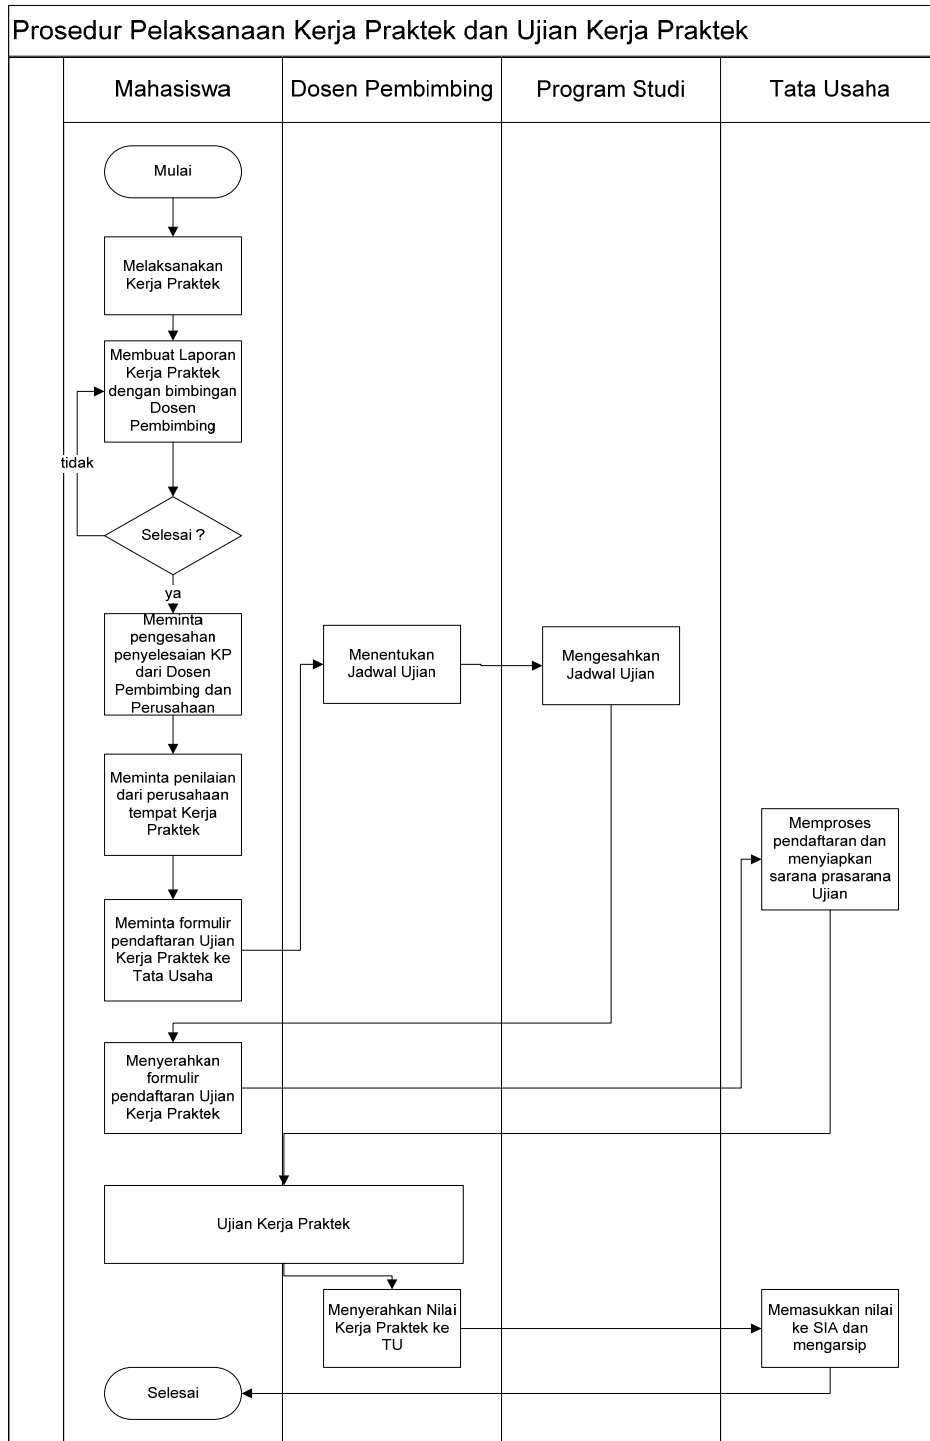 Prosedur Pelaksanaan Kerja Praktek dan Ujian Kerja Praktek
Mahasiswa
Dosen Pembimbing
Program Studi
Tata Usaha
Mulai
Melaksanakan
Kerja Praktek
Membuat Laporan
Kerja Praktek
dengan bimbingan
Dosen
Pembimbing
tidak
Selesai ?
ya
Meminta
pengesahan
penyelesaian KP
dari Dosen
Pembimbing dan
Perusahaan
Menentukan
Jadwal Ujian
Mengesahkan
Jadwal Ujian
Meminta penilaian
dari perusahaan
tempat Kerja
Praktek
Memproses
pendaftaran dan
menyiapkan
sarana prasarana
Ujian
Meminta formulir
pendaftaran Ujian
Kerja Praktek ke
Tata Usaha
Menyerahkan
formulir
pendaftaran Ujian
Kerja Praktek
Ujian Kerja Praktek
Menyerahkan Nilai
Kerja Praktek ke
TU
Memasukkan nilai
ke SIA dan
mengarsip
Selesai